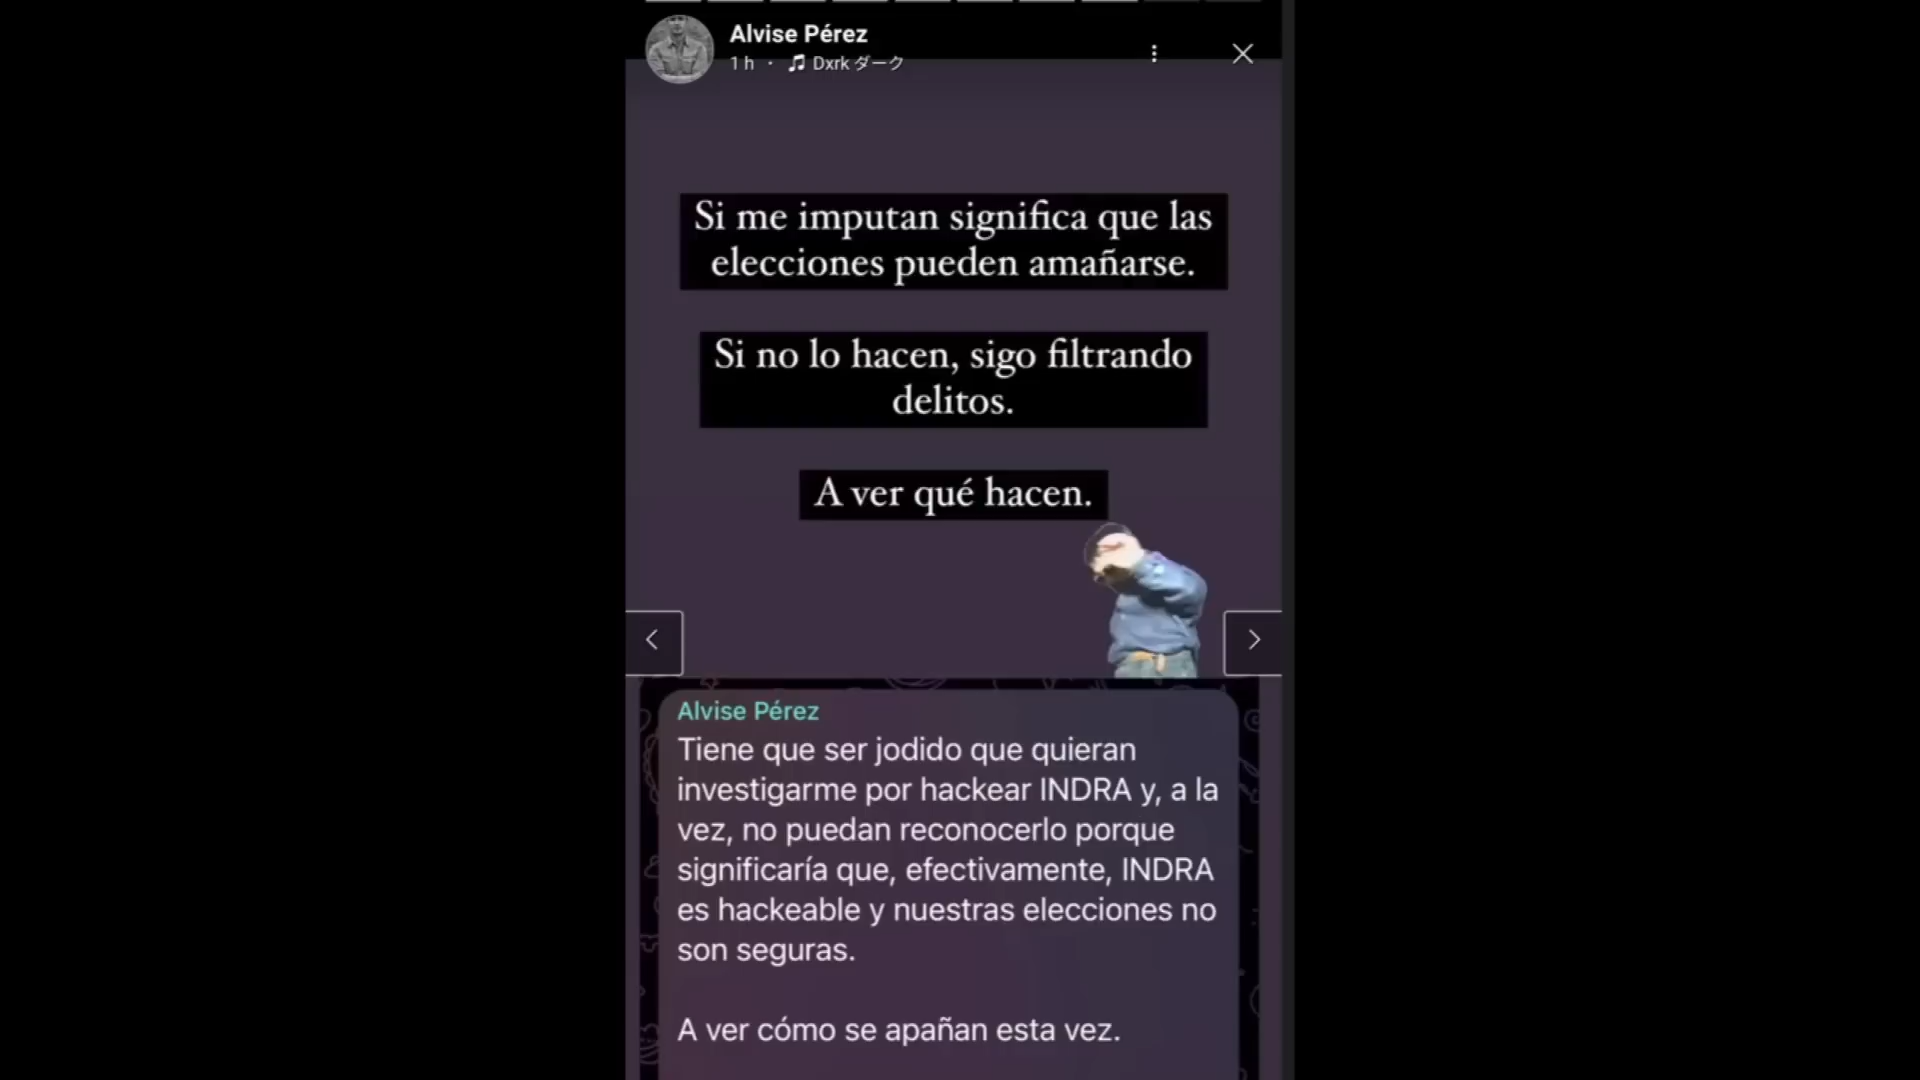 Alvise Pérez
1 h · Dxrk ダーク
Si me imputan significa que las
elecciones pueden amañarse.
Si no lo hacen, sigo filtrando
delitos.
A ver qué hacen.
Alvise Pérez
Tiene que ser jodido que quieran
investigarme por hackear INDRA y, a la
vez, no puedan reconocerlo porque
significaría que, efectivamente, INDRA
es hackeable y nuestras elecciones no
son seguras.
A ver cómo se apañan esta vez.